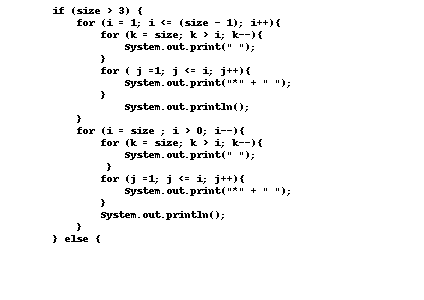 if (size > 3) {
for (i = 1; i <= (size - 1); i++){
for (k = size; k > i; k--){
System.out.print(" ");
}
for ( j =1; j <= i; j++){
System.out.print("*" + " ");
}
System.out.println();
}
for (i = size ; i > 0; i--){
for (k = size; k > i; k--){
System.out.print(" ");
}
for (j =1; j <= i; j++){
System.out.print("*" + " ");
}
System.out.println();
}
} else {